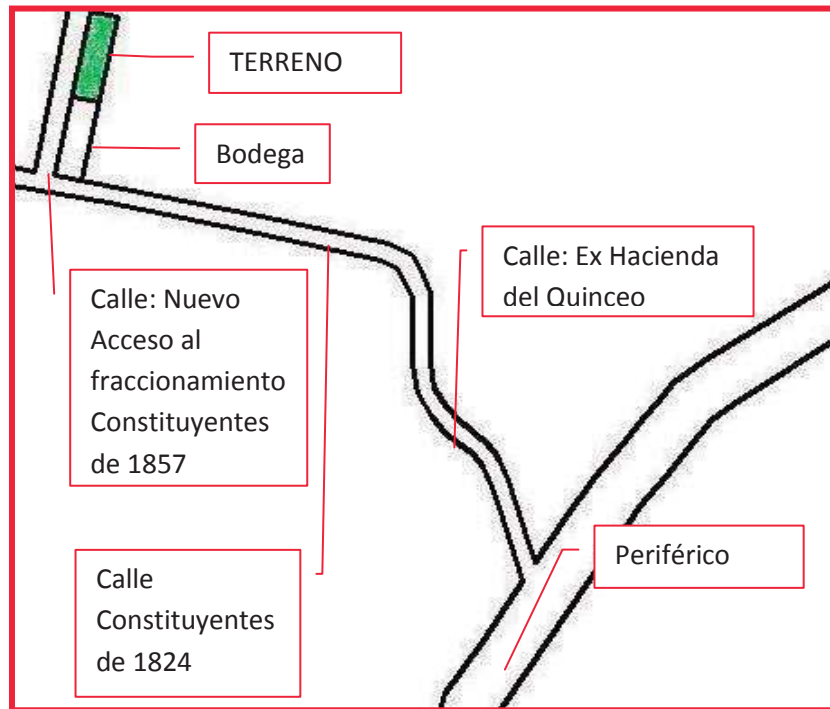 TERRENO
Bodega
Calle: Ex Hacienda
del Quinceo
Calle: Nuevo
Acceso al
fraccionamiento
Constituyentes
de 1857
Periférico
Calle
Constituyentes
de 1824